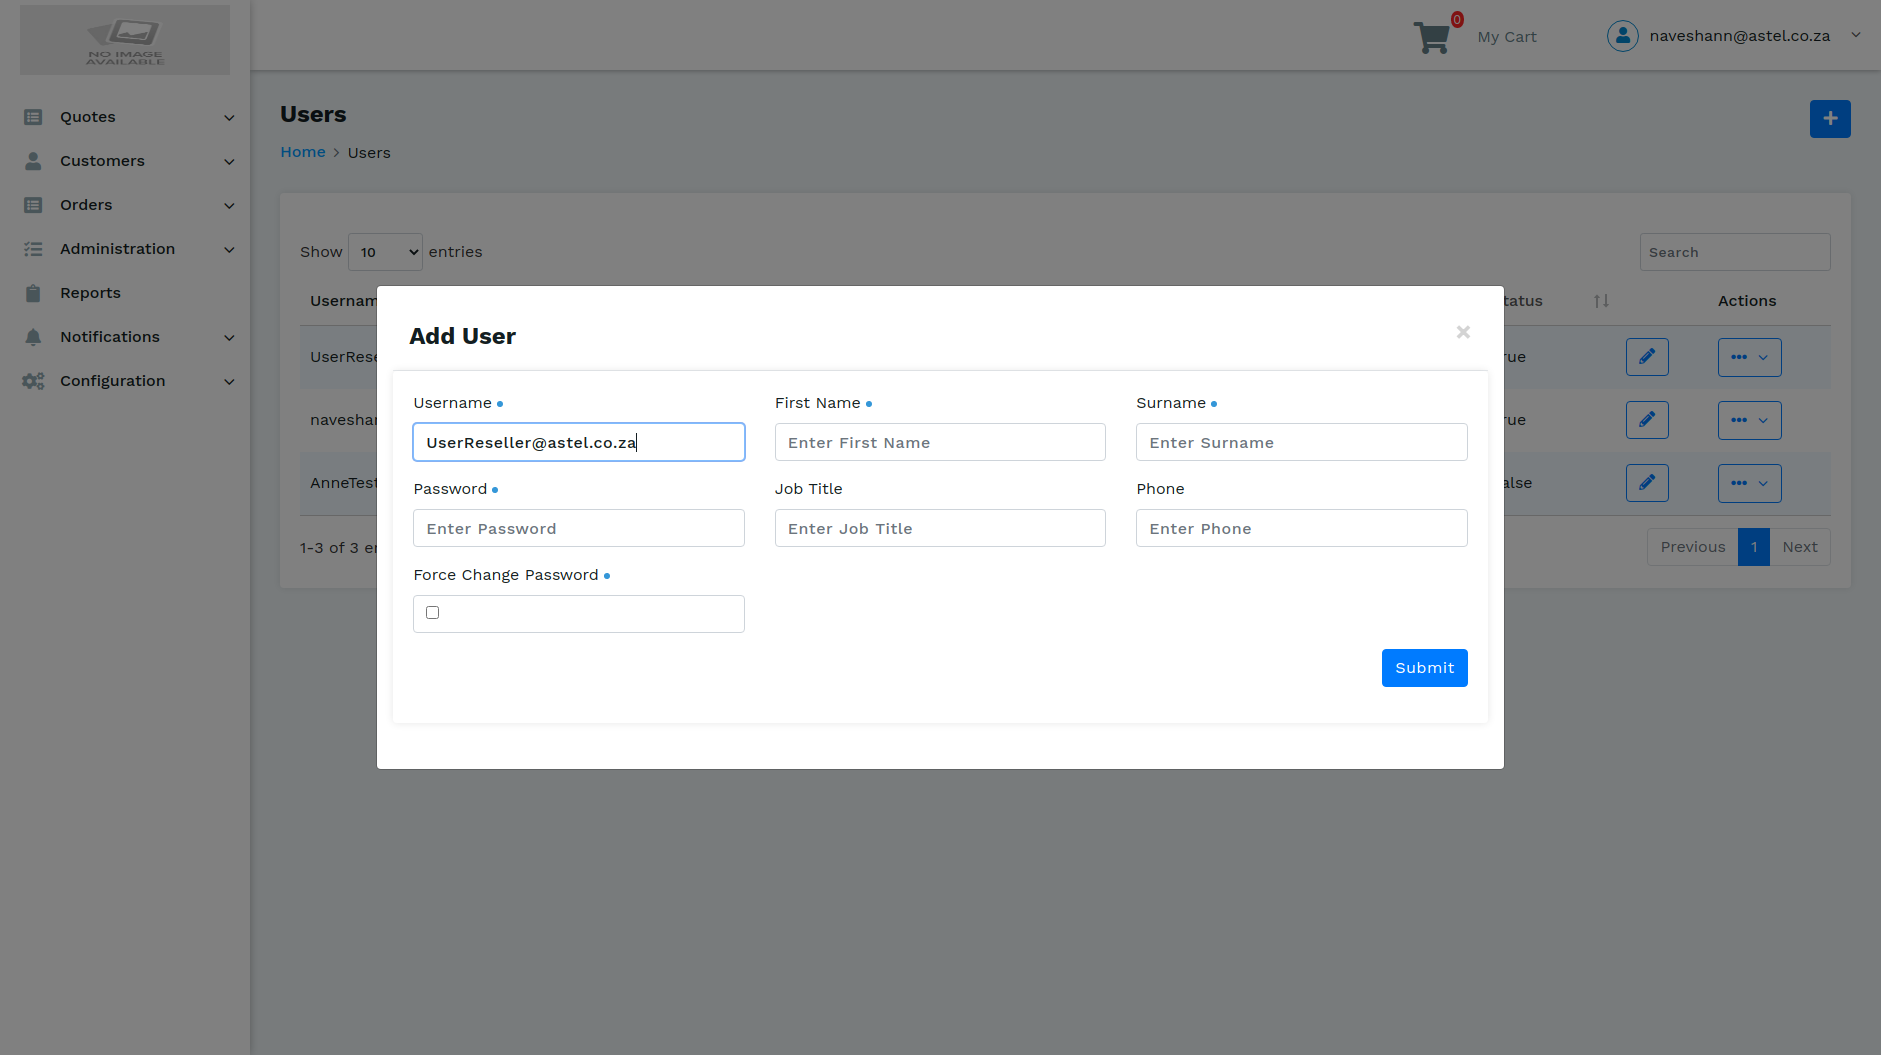 NO IMAGE
AVAILABLE
0
My Cart
naveshann@astel.co.za
Quotes
Customers
Orders
Administration
Reports
Notifications
Configuration
Users
Home > Users
Show 10 entries
Search
Usernam
tatus
Actions
UserRese
rue
naveshan
rue
AnneTest
alse
1-3 of 3 en
Previous 1 Next
Add User
Username
First Name
Surname
UserReseller@astel.co.za
Enter First Name
Enter Surname
Password
Job Title
Phone
Enter Password
Enter Job Title
Enter Phone
Force Change Password
Submit